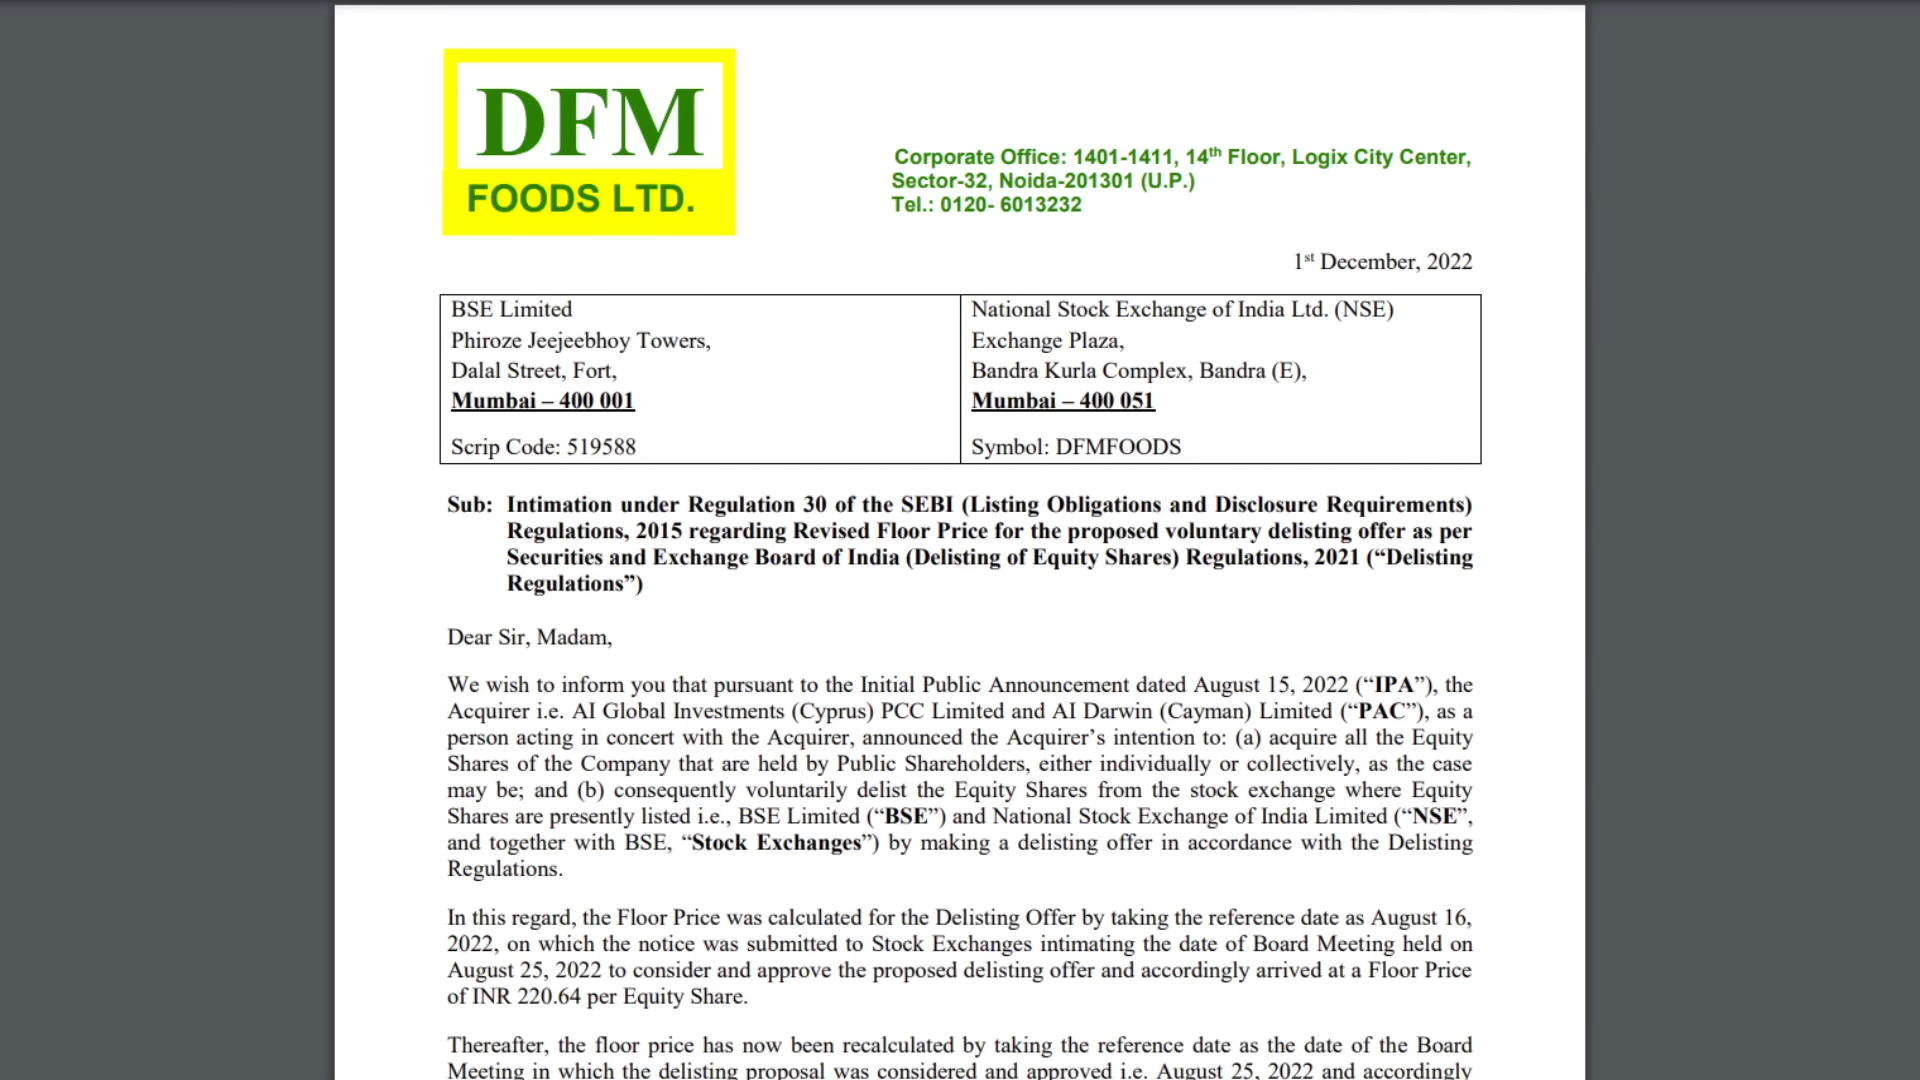 DFM
FOODS LTD.
Corporate Office: 1401-1411, 14th Floor, Logix City Center,
Sector-32, Noida-201301 (U.P.)
Tel.: 0120- 6013232
1st December, 2022
BSE Limited
Phiroze Jeejeebhoy Towers,
Dalal Street, Fort,
Mumbai – 400 001
Scrip Code: 519588
National Stock Exchange of India Ltd. (NSE)
Exchange Plaza,
Bandra Kurla Complex, Bandra (E),
Mumbai – 400 051
Symbol: DFMFOODS
Sub: Intimation under Regulation 30 of the SEBI (Listing Obligations and Disclosure Requirements)
Regulations, 2015 regarding Revised Floor Price for the proposed voluntary delisting offer as per
Securities and Exchange Board of India (Delisting of Equity Shares) Regulations, 2021 (“Delisting
Regulations”)
Dear Sir, Madam,
We wish to inform you that pursuant to the Initial Public Announcement dated August 15, 2022 (“IPA”), the
Acquirer i.e. AI Global Investments (Cyprus) PCC Limited and AI Darwin (Cayman) Limited (“PAC”), as a
person acting in concert with the Acquirer, announced the Acquirer’s intention to: (a) acquire all the Equity
Shares of the Company that are held by Public Shareholders, either individually or collectively, as the case
may be; and (b) consequently voluntarily delist the Equity Shares from the stock exchange where Equity
Shares are presently listed i.e., BSE Limited (“BSE”) and National Stock Exchange of India Limited (“NSE”,
and together with BSE, “Stock Exchanges”) by making a delisting offer in accordance with the Delisting
Regulations.
In this regard, the Floor Price was calculated for the Delisting Offer by taking the reference date as August 16,
2022, on which the notice was submitted to Stock Exchanges intimating the date of Board Meeting held on
August 25, 2022 to consider and approve the proposed delisting offer and accordingly arrived at a Floor Price
of INR 220.64 per Equity Share.
Thereafter, the floor price has now been recalculated by taking the reference date as the date of the Board
Meeting in which the delisting proposal was considered and approved i.e. August 25, 2022 and accordingly